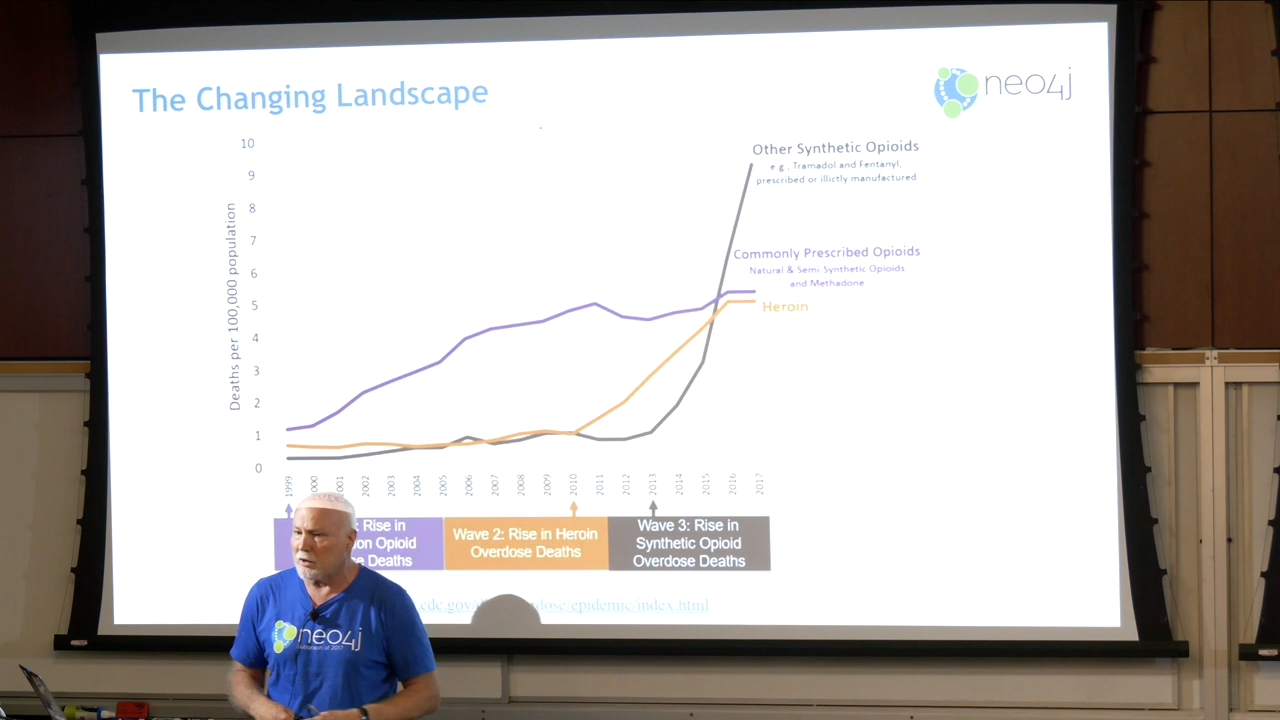 The Changing Landscape
neo4j
10
9
8
7
6
5
4
3
2
1
0
Deaths per 100,000 population
Other Synthetic Opioids
e.g., Tramadol and Fentanyl,
prescribed or illictly manufactured
Commonly Prescribed Opioids
Natural & Semi-Synthetic Opioids
and Methadone
Heroin
1999
2001
2002
2003
2004
2005
2006
2007
2008
2009
2010
2011
2012
2013
2014
2015
2016
2017
: Rise in
Opioid
Deaths
Wave 2: Rise in Heroin
Overdose Deaths
Wave 3: Rise in
Synthetic Opioid
Overdose Deaths
.cdc.gov/
/epidemic/index.html
neo4j